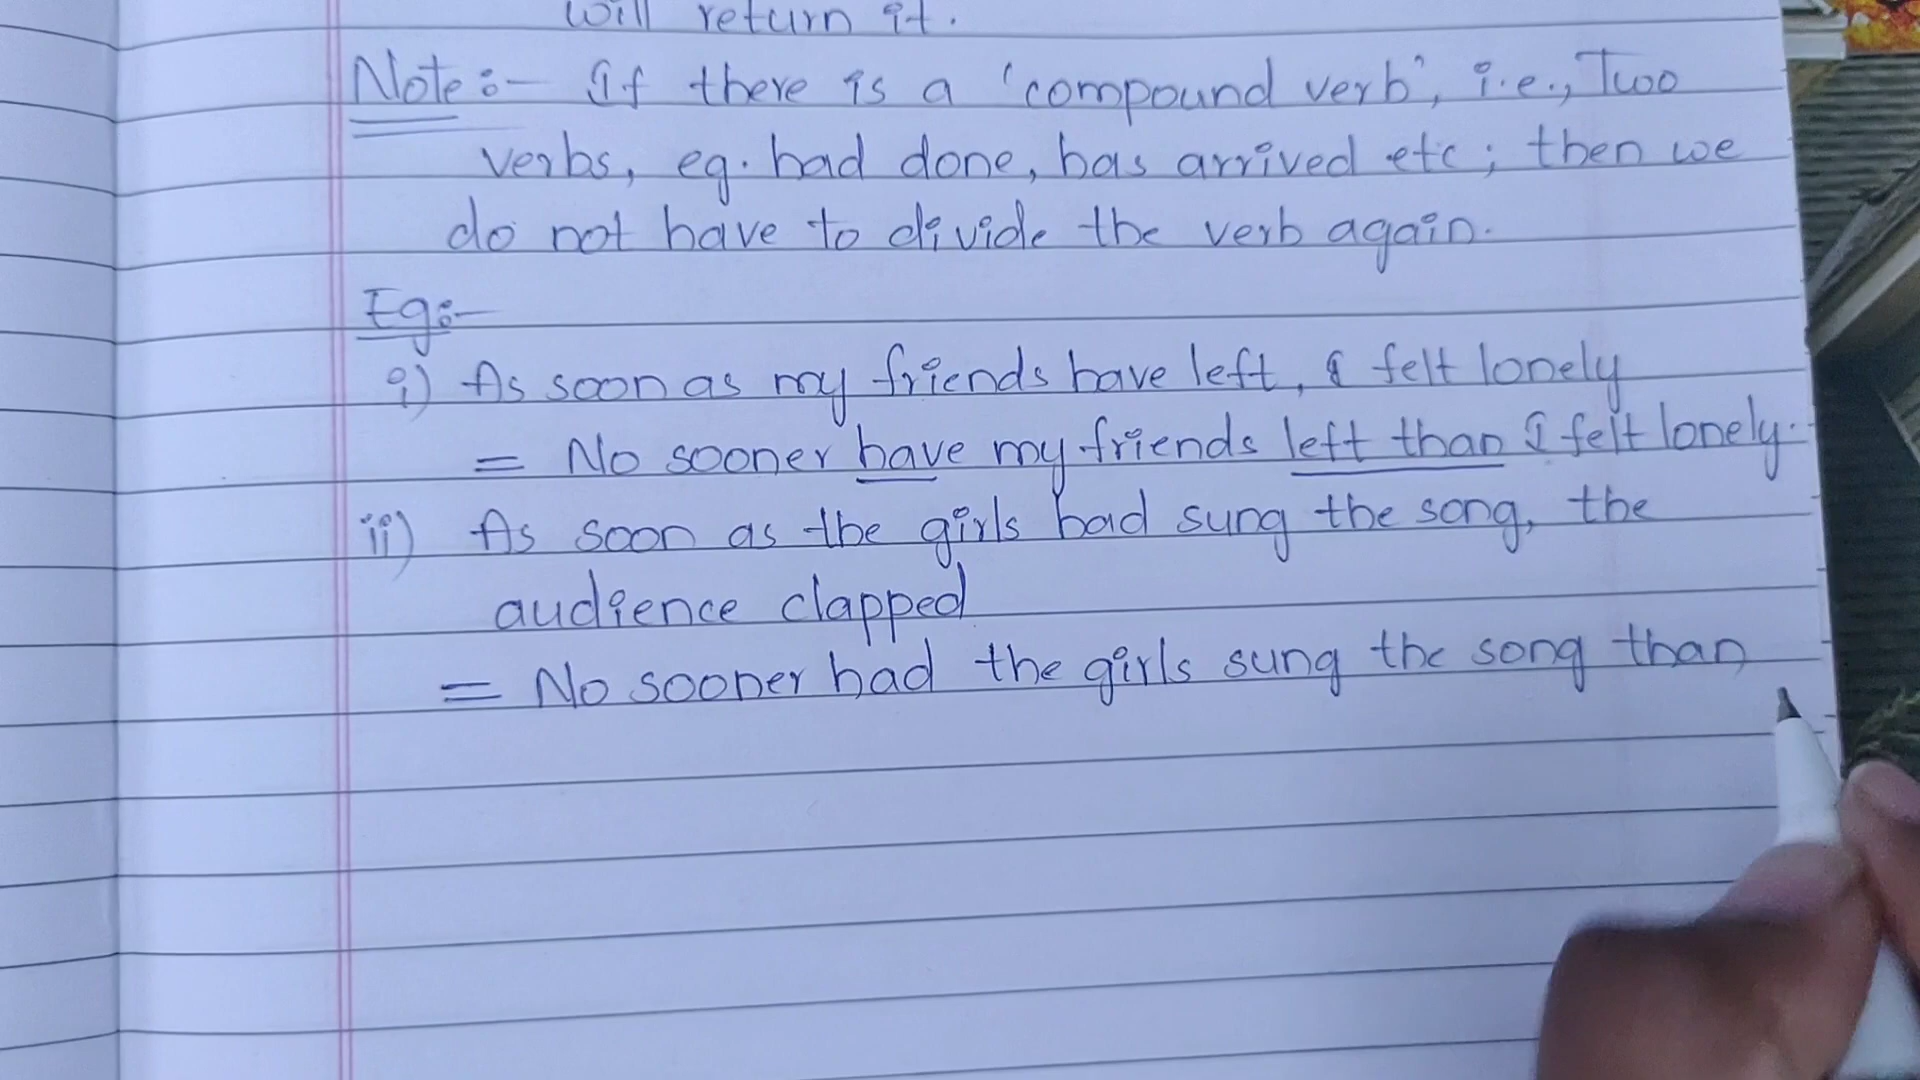 will return it.
Note:- If there is a 'compound verb', i.e., Two
verbs, eg. had done, has arrived etc; then we
do not have to divide the verb again.
Eg:-
i) As soon as my friends have left, I felt lonely
= No sooner have my friends left than I felt lonely.
ii) As soon as the girls had sung the song, the
audience clapped
= No sooner had the girls sung the song than